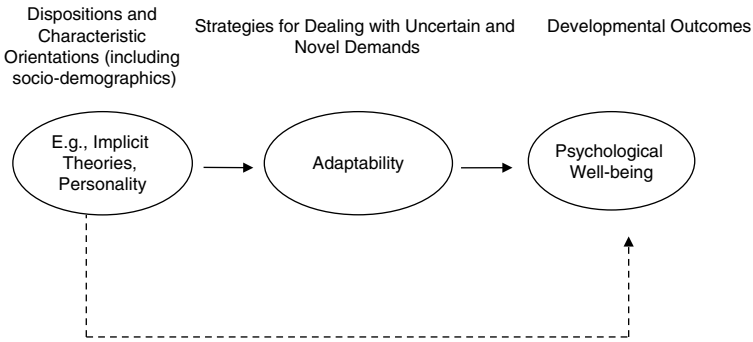 Dispositions and
Characteristic
Orientations (including
socio-demographics)
Strategies for Dealing with Uncertain and
Novel Demands
Developmental Outcomes
E.g., Implicit
Theories,
Personality
Adaptability
Psychological
Well-being